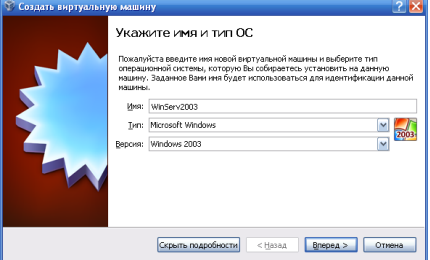 Создать виртуальную машину
Укажите имя и тип ОС
Пожалуйста введите имя новой виртуальной машины и выберите тип
операционной системы, которую Вы собираетесь установить на данную
машину. Заданное Вами имя будет использоваться для идентификации данной
машины.
Имя: WinServ2003
Тип: Microsoft Windows
2003
Версия: Windows 2003
Скрыть подробности < Назад Вперед > Отмена